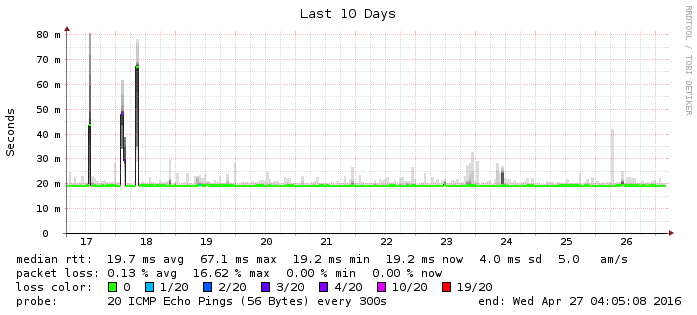 Last 10 Days
RRDTOOL / TOBI OETIKER
Seconds
80 m
70 m
60 m
50 m
40 m
30 m
20 m
10 m
0
17 18 19 20 21 22 23 24 25 26
median rtt: 19.7 ms avg 67.1 ms max 19.2 ms min 19.2 ms now 4.0 ms sd 5.0 am/s
packet loss: 0.13 % avg 16.62 % max 0.00 % min 0.00 % now
loss color: 0 1/20 2/20 3/20 4/20 10/20 19/20
probe: 20 ICMP Echo Pings (56 Bytes) every 300s end: Wed Apr 27 04:05:08 2016